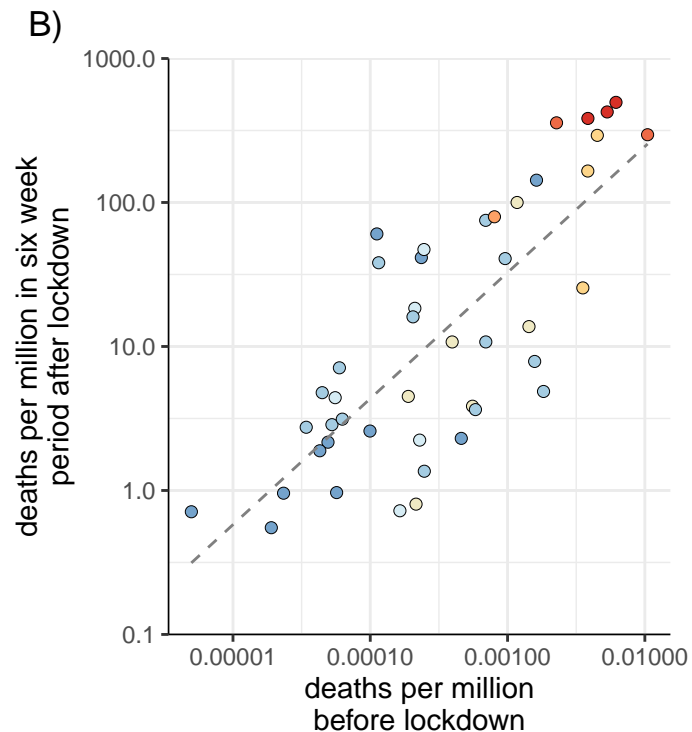 B)
deaths per million in six week
period after lockdown
1000.0
100.0
10.0
1.0
0.1
0.00001 0.00010 0.00100 0.01000
deaths per million
before lockdown